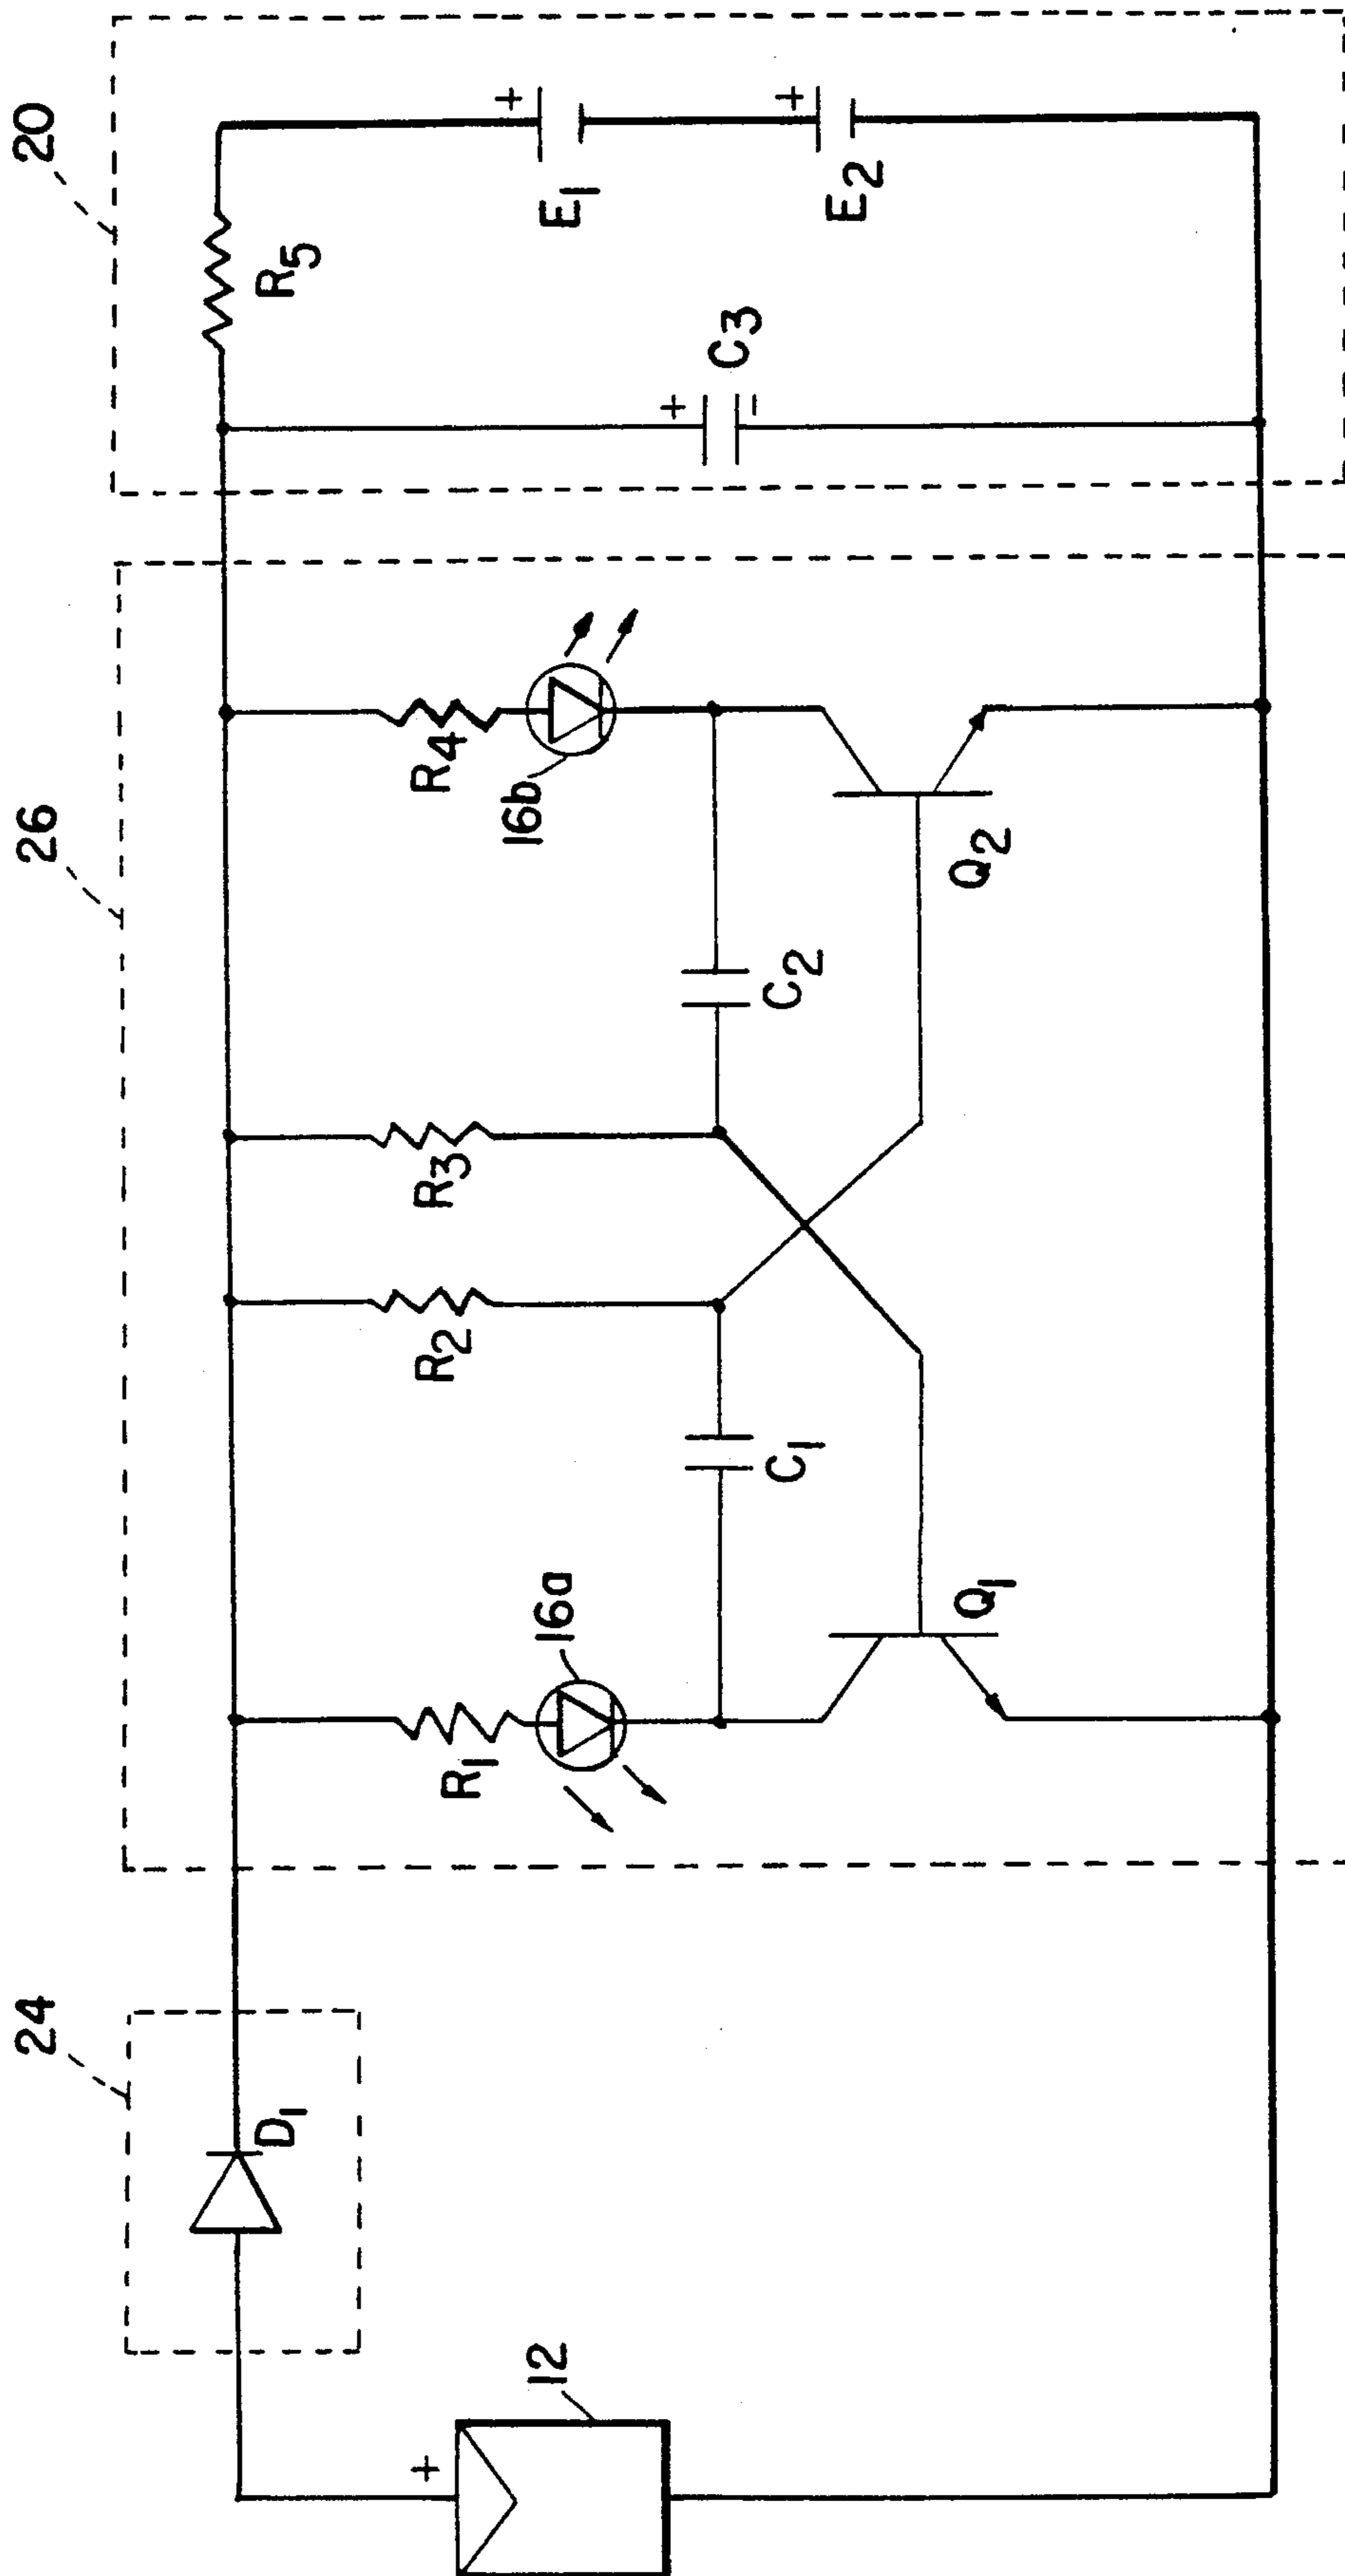 24
26
20
D1
R5
+
12
R1
16a
R2
R3
R4
16b
+
C3
−
+
E1
+
E2
C1
C2
Q1
Q2